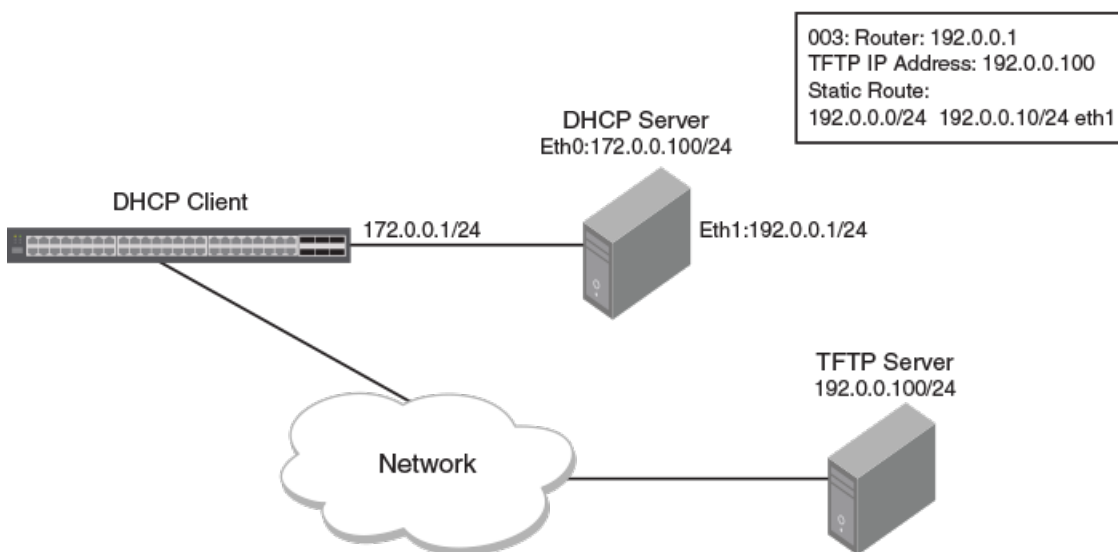 003: Router: 192.0.0.1
TFTP IP Address: 192.0.0.100
Static Route:
192.0.0.0/24 192.0.0.10/24 eth1
DHCP Server
Eth0:172.0.0.100/24
DHCP Client
172.0.0.1/24
Eth1:192.0.0.1/24
TFTP Server
192.0.0.100/24
Network